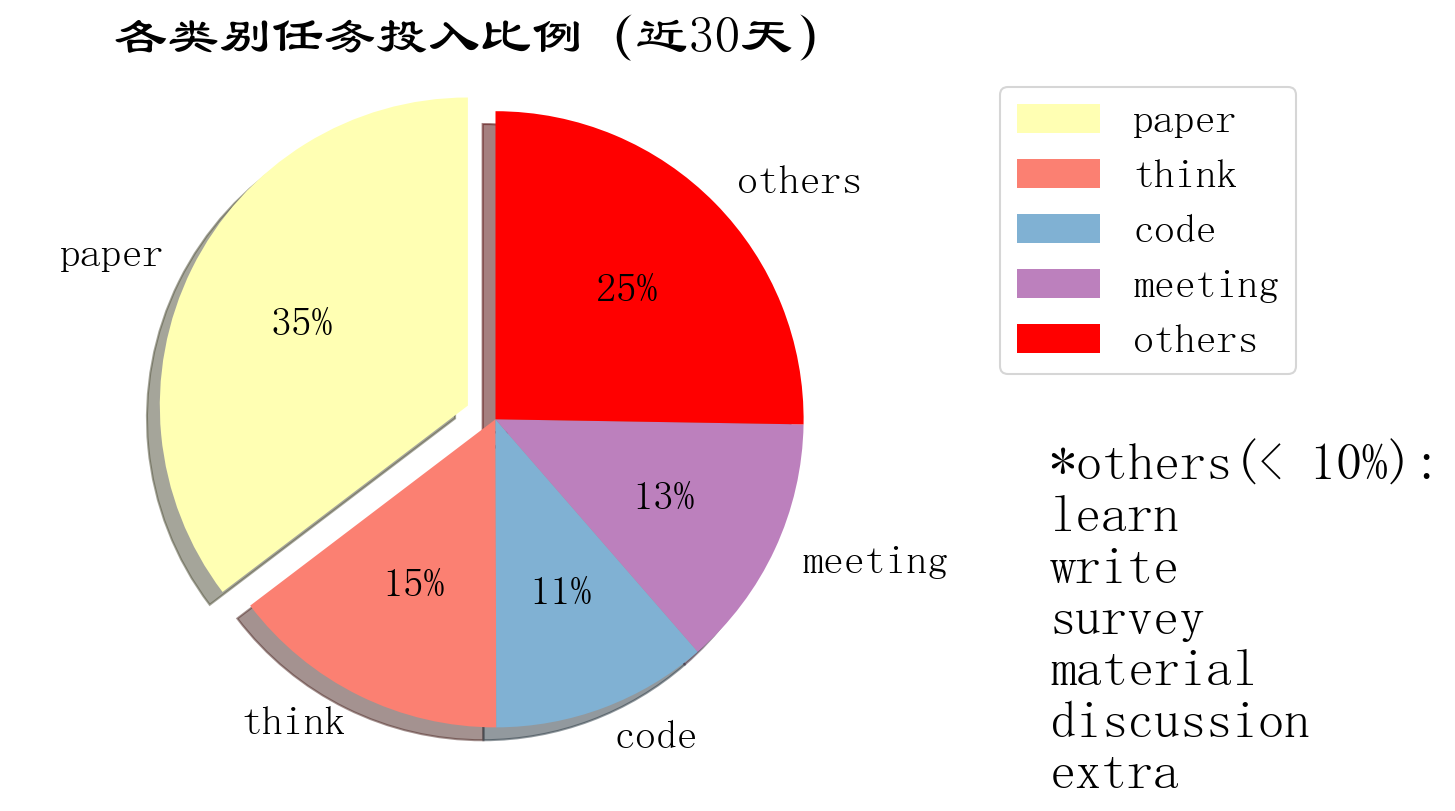 各类别任务投入比例 (近30天)
others
paper
25%
35%
13%
15%
11%
meeting
think
code
paper
think
code
meeting
others
*others(< 10%):
learn
write
survey
material
discussion
extra